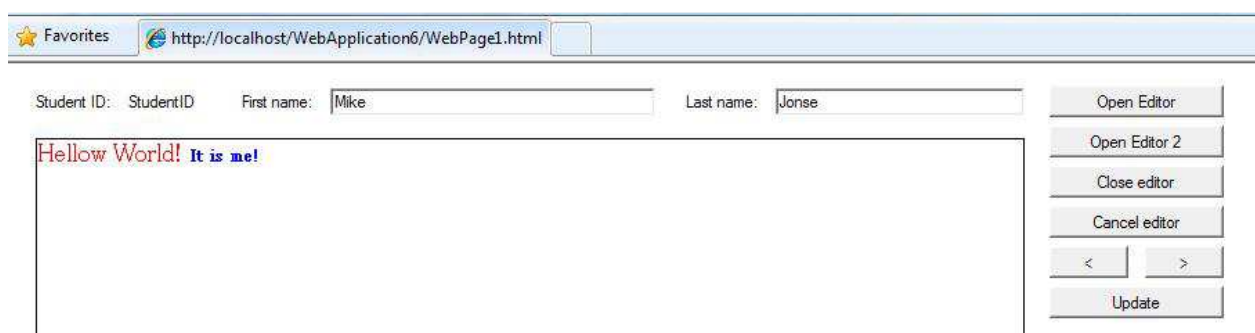 Favorites
http://localhost/WebApplication6/WebPage1.html
Student ID: StudentID First name: Mike Last name: Jonse Open Editor
Hellow World! It is me!
Open Editor 2
Close editor
Cancel editor
< >
Update